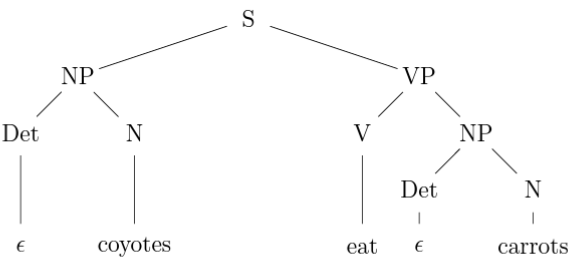 S
NP VP
Det N V NP
Det N
ϵ coyotes eat ϵ carrots